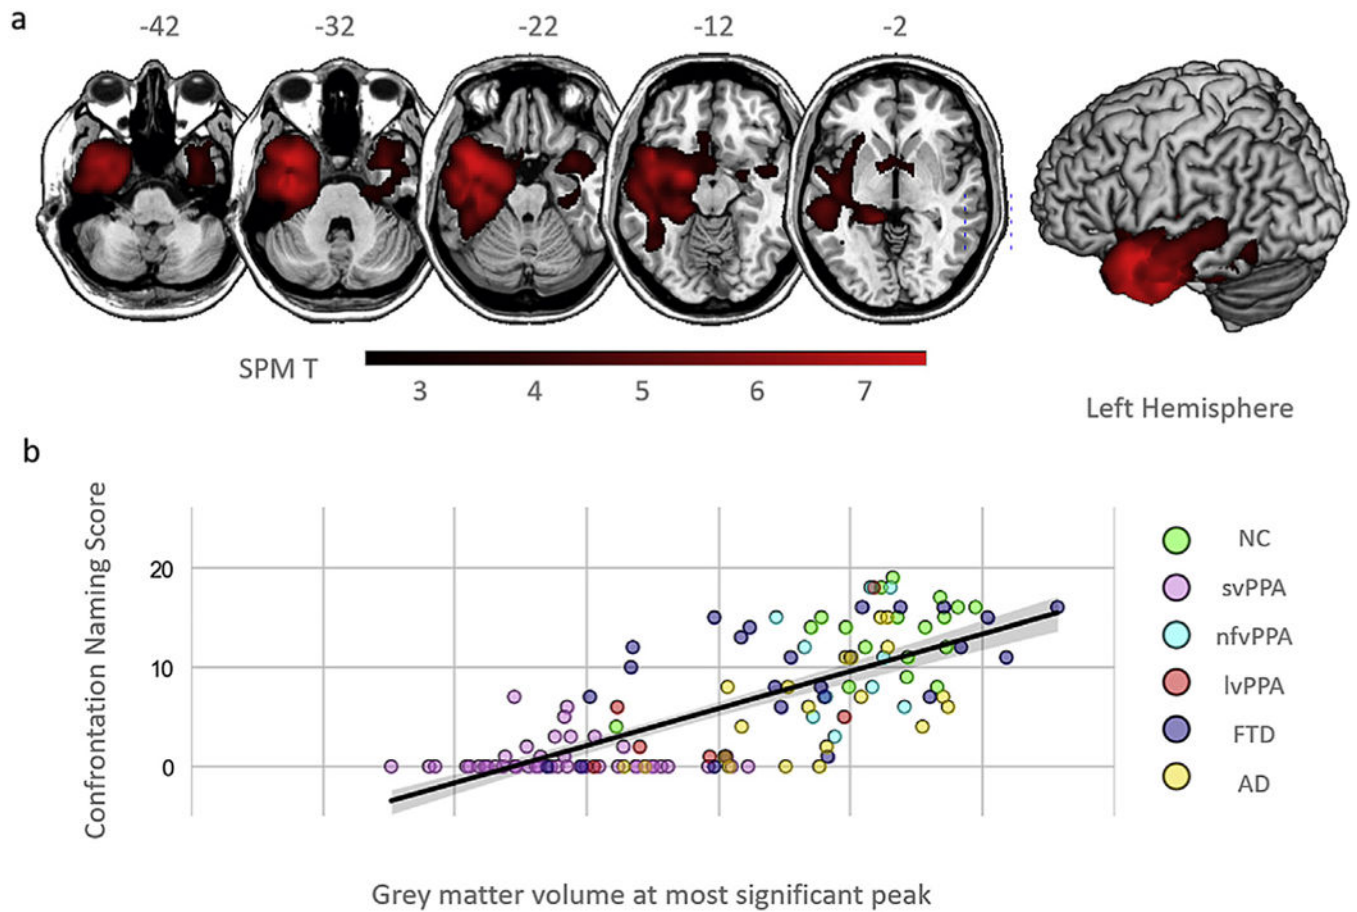 a
-42 -32 -22 -12 -2
SPM T
3 4 5 6 7
Left Hemisphere
b
Confrontation Naming Score
20
10
0
NC
svPPA
nfvPPA
lvPPA
FTD
AD
Grey matter volume at most significant peak